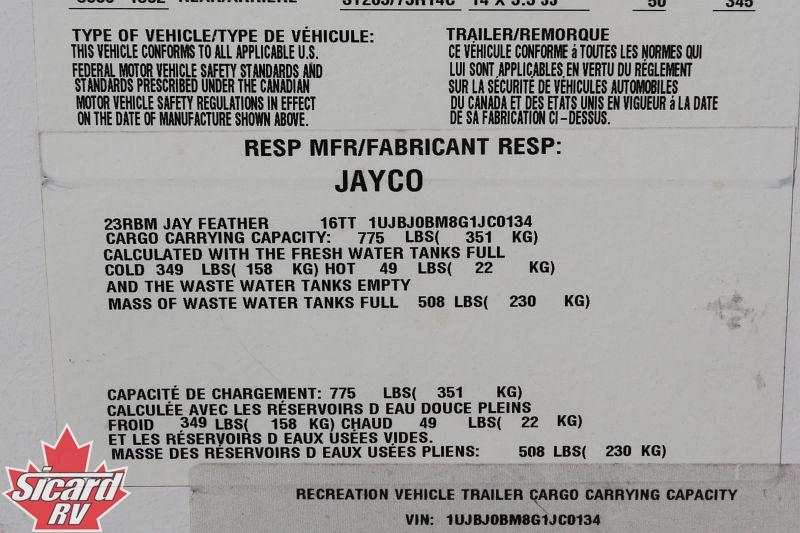 ST205/75R14C 14 X 5.5 JJ 50 345
TYPE OF VEHICLE/TYPE DE VÉHICULE:
THIS VEHICLE CONFORMS TO ALL APPLICABLE U.S.
FEDERAL MOTOR VEHICLE SAFETY STANDARDS AND
STANDARDS PRESCRIBED UNDER THE CANADIAN
MOTOR VEHICLE SAFETY REGULATIONS IN EFFECT
ON THE DATE OF MANUFACTURE SHOWN ABOVE.
TRAILER/REMORQUE
CE VÉHICULE CONFORME á TOUTES LES NORMES QUI
LUI SONT APPLICABLES EN VERTU DU RÉGLEMENT
SUR LA SÉCURITÉ DE VÉHICULES AUTOMOBILES
DU CANADA ET DES ETATS UNIS EN VIGUEUR á LA DATE
DE SA FABRICATION CI-DESSUS.
RESP MFR/FABRICANT RESP:
JAYCO
23RBM JAY FEATHER 16TT 1UJBJ0BM8G1JC0134
CARGO CARRYING CAPACITY: 775 LBS( 351 KG)
CALCULATED WITH THE FRESH WATER TANKS FULL
COLD 349 LBS( 158 KG) HOT 49 LBS( 22 KG)
AND THE WASTE WATER TANKS EMPTY
MASS OF WASTE WATER TANKS FULL 508 LBS( 230 KG)
CAPACITÉ DE CHARGEMENT: 775 LBS( 351 KG)
CALCULÉE AVEC LES RÉSERVOIRS D EAU DOUCE PLEINS
FROID 349 LBS( 158 KG) CHAUD 49 LBS( 22 KG)
ET LES RÉSERVOIRS D EAUX USÉES VIDES.
MASSE DES RÉSERVOIRS D EAUX USÉES PLIENS: 508 LBS( 230 KG)
RECREATION VEHICLE TRAILER CARGO CARRYING CAPACITY
VIN: 1UJBJ0BM8G1JC0134
Sicard
RV